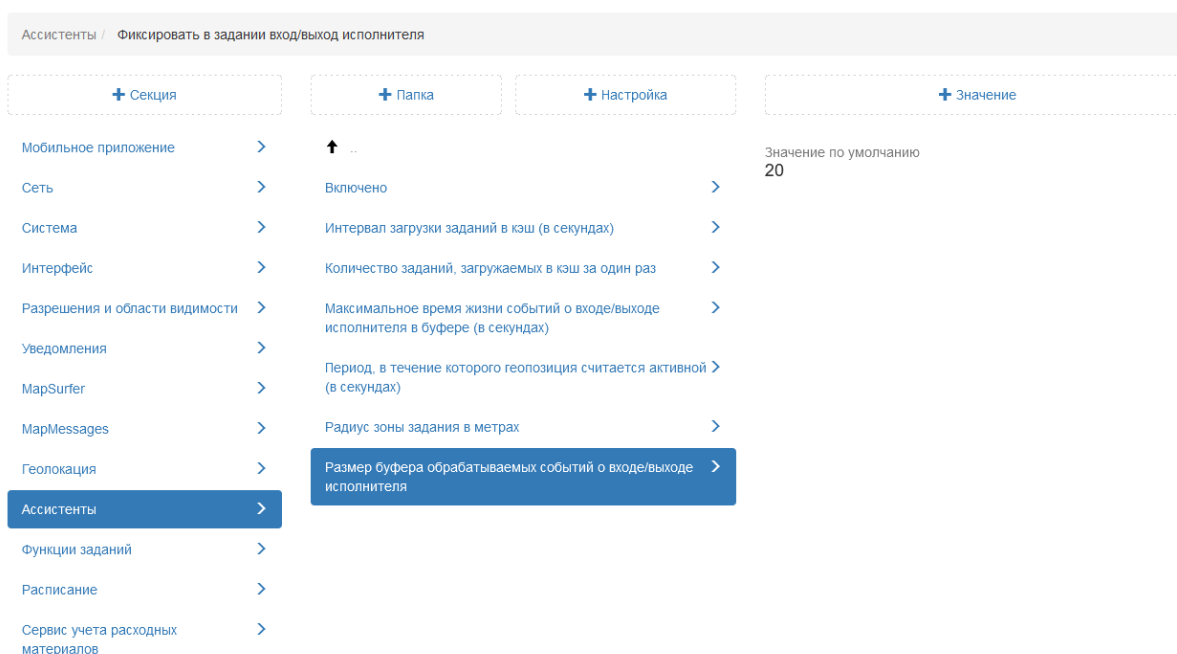 Ассистенты / Фиксировать в задании вход/выход исполнителя
+ Секция
+ Папка
+ Настройка
+ Значение
Мобильное приложение
Сеть
Система
Интерфейс
Разрешения и области видимости
Уведомления
MapSurfer
MapMessages
Геолокация
Ассистенты
Функции заданий
Расписание
Сервис учета расходных
материалов
..
Включено
Интервал загрузки заданий в кэш (в секундах)
Количество заданий, загружаемых в кэш за один раз
Максимальное время жизни событий о входе/выходе
исполнителя в буфере (в секундах)
Период, в течение которого геопозиция считается активной
(в секундах)
Радиус зоны задания в метрах
Размер буфера обрабатываемых событий о входе/выходе
исполнителя
Значение по умолчанию
20